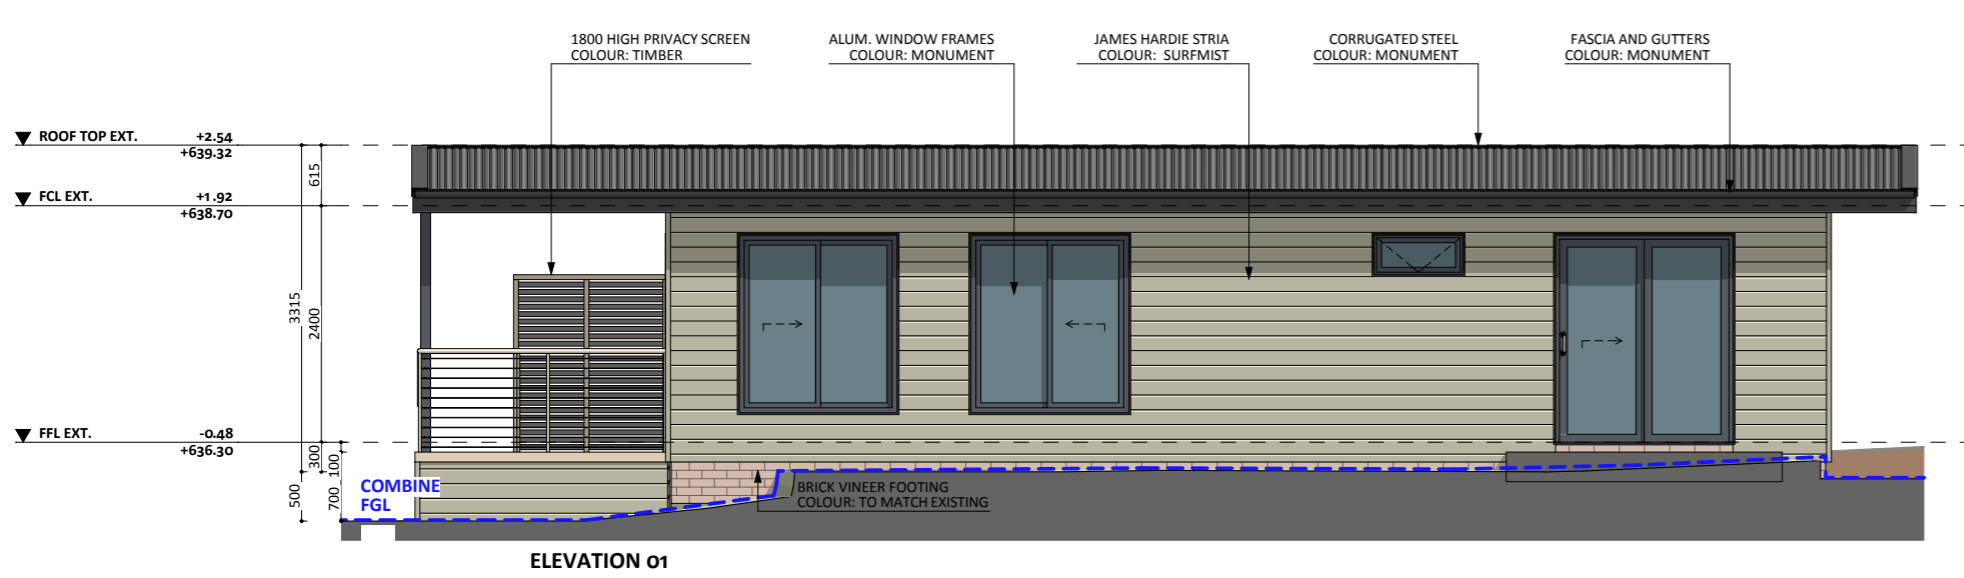 1800 HIGH PRIVACY SCREEN
COLOUR: TIMBER
ALUM. WINDOW FRAMES
COLOUR: MONUMENT
JAMES HARDIE STRIA
COLOUR: SURFMIST
CORRUGATED STEEL
COLOUR: MONUMENT
FASCIA AND GUTTERS
COLOUR: MONUMENT
ROOF TOP EXT. +2.54
+639.32
615
FCL EXT. +1.92
+638.70
3315
2400
FFL EXT. -0.48
+636.30
300
100
500
700
COMBINE
FGL
BRICK VINEER FOOTING
COLOUR: TO MATCH EXISTING
ELEVATION 01